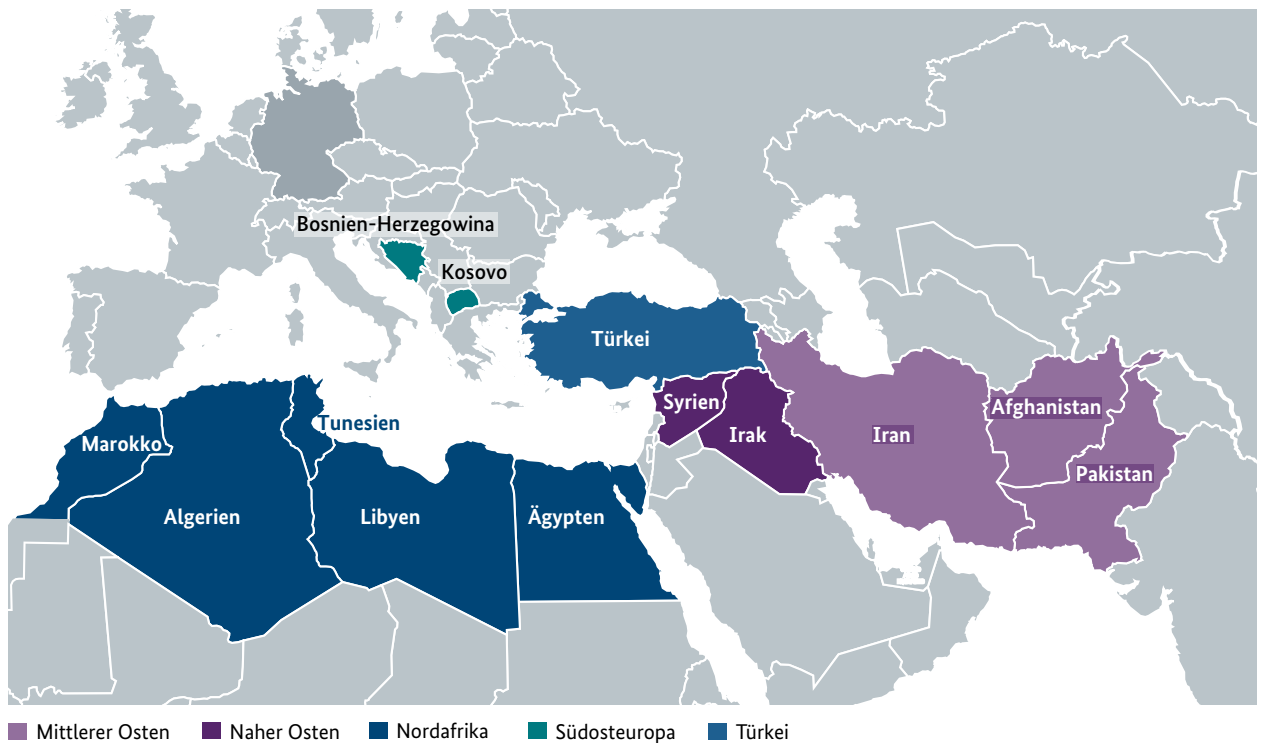 Bosnien-Herzegowina
Kosovo
Türkei
Syrien
Afghanistan
Tunesien
Marokko
Irak
Iran
Pakistan
Algerien
Libyen
Ägypten
Mittlerer Osten
Naher Osten
Nordafrika
Südosteuropa
Türkei